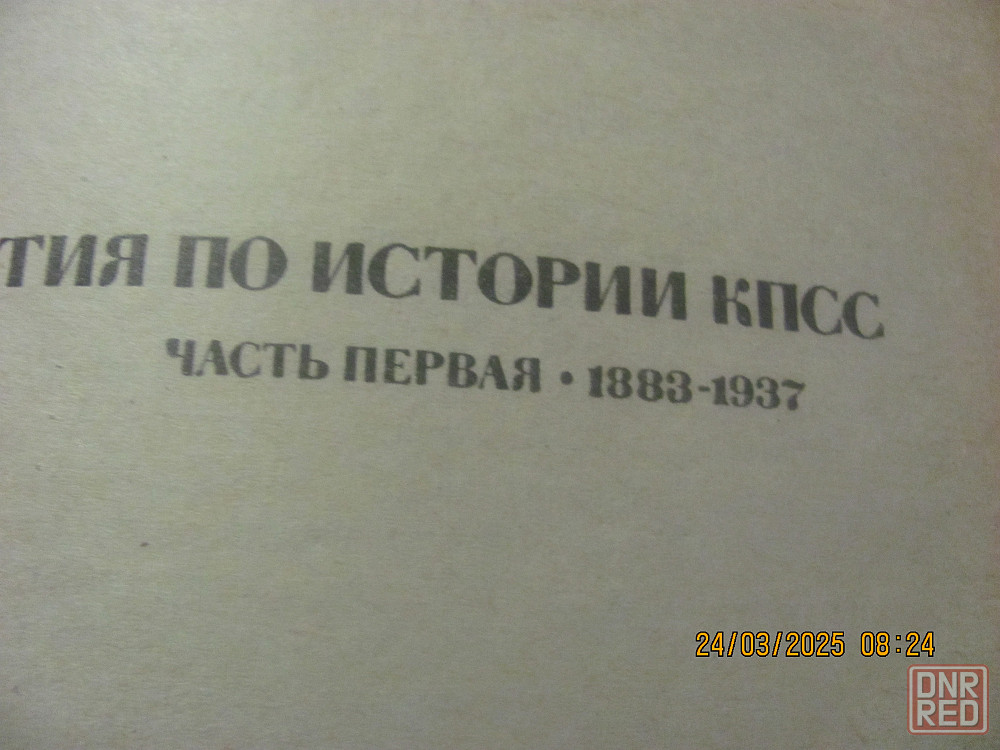 ТИЯ ПО ИСТОРИИ КПСС
ЧАСТЬ ПЕРВАЯ • 1883-1937
24/03/2025 08:24
DNR
RED